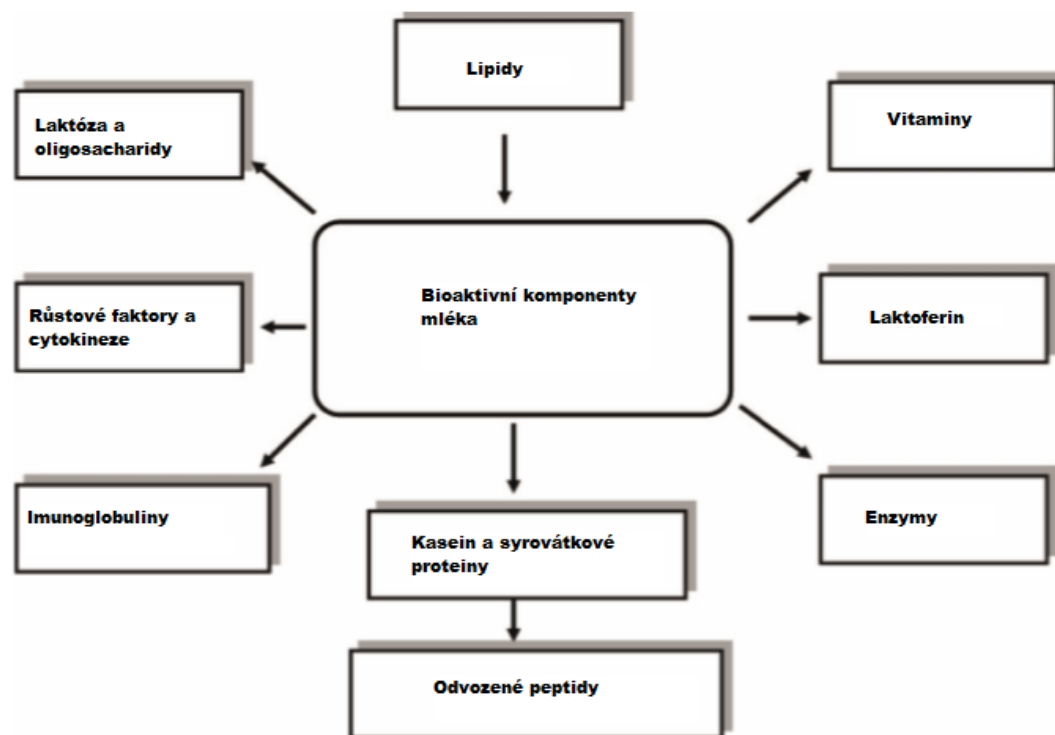 Lipidy
Laktóza a
oligosacharidy
Vitaminy
Bioaktivní komponenty
mléka
Růstové faktory a
cytokineze
Laktoferin
Imunoglobuliny
Kasein a syrovátkové
proteiny
Enzymy
Odvozené peptidy